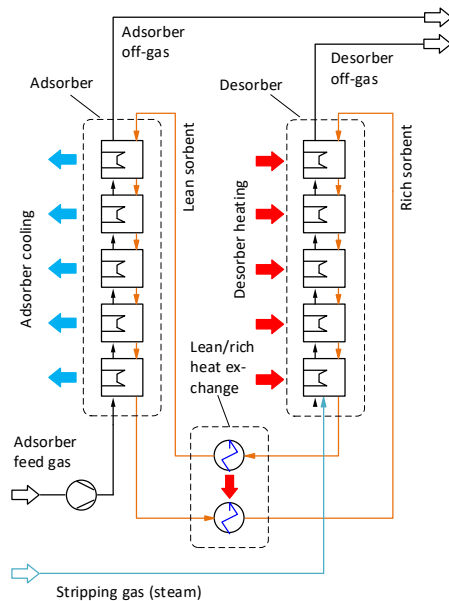 Adsorber
off-gas
Desorber
off-gas
Adsorber
Desorber
Lean sorbent
Rich sorbent
Adsorber cooling
Desorber heating
Lean/rich
heat ex-
change
Adsorber
feed gas
Stripping gas (steam)